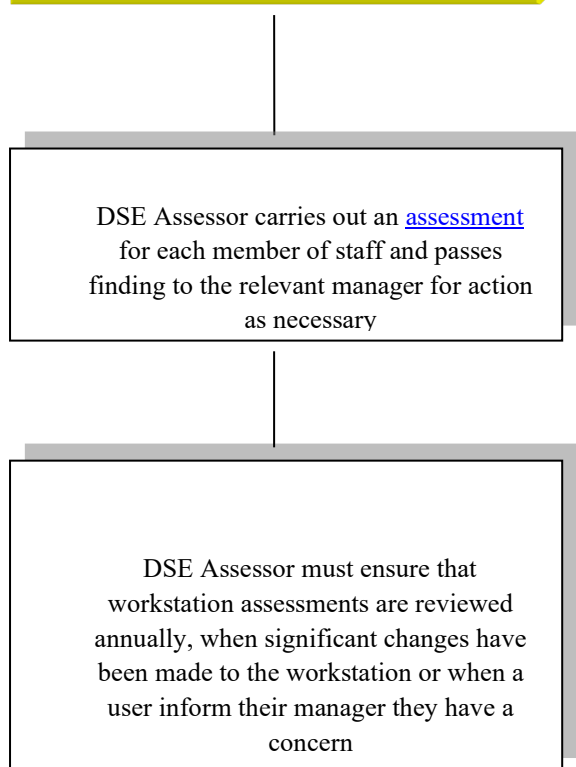 DSE Assessor carries out an assessment
for each member of staff and passes
finding to the relevant manager for action
as necessary
DSE Assessor must ensure that
workstation assessments are reviewed
annually, when significant changes have
been made to the workstation or when a
user inform their manager they have a
concern